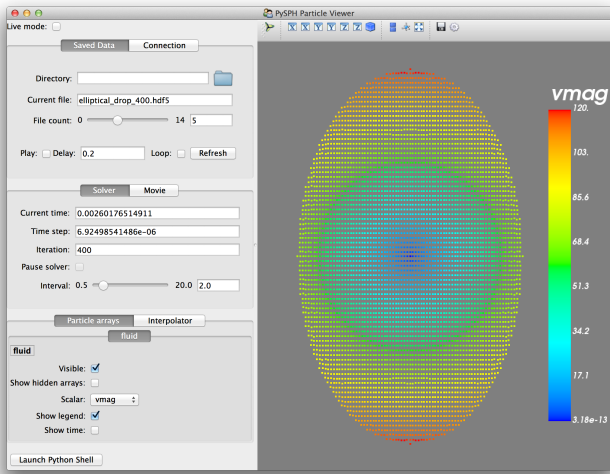 PySPH Particle Viewer
Live mode:
Saved Data Connection
Directory:
Current file: elliptical_drop_400.hdf5
File count: 0 14 5
Play: Delay: 0.2 Loop: Refresh
Solver Movie
Current time: 0.00260176514911
Time step: 6.92498541486e-06
Iteration: 400
Pause solver:
Interval: 0.5 20.0 2.0
Particle arrays Interpolator
fluid
fluid
Visible:
Show hidden arrays:
Scalar: vmag
Show legend:
Show time:
Launch Python Shell
X X Y Y Z Z
vmag
120.
103.
85.6
68.4
51.3
34.2
17.1
3.18e-13